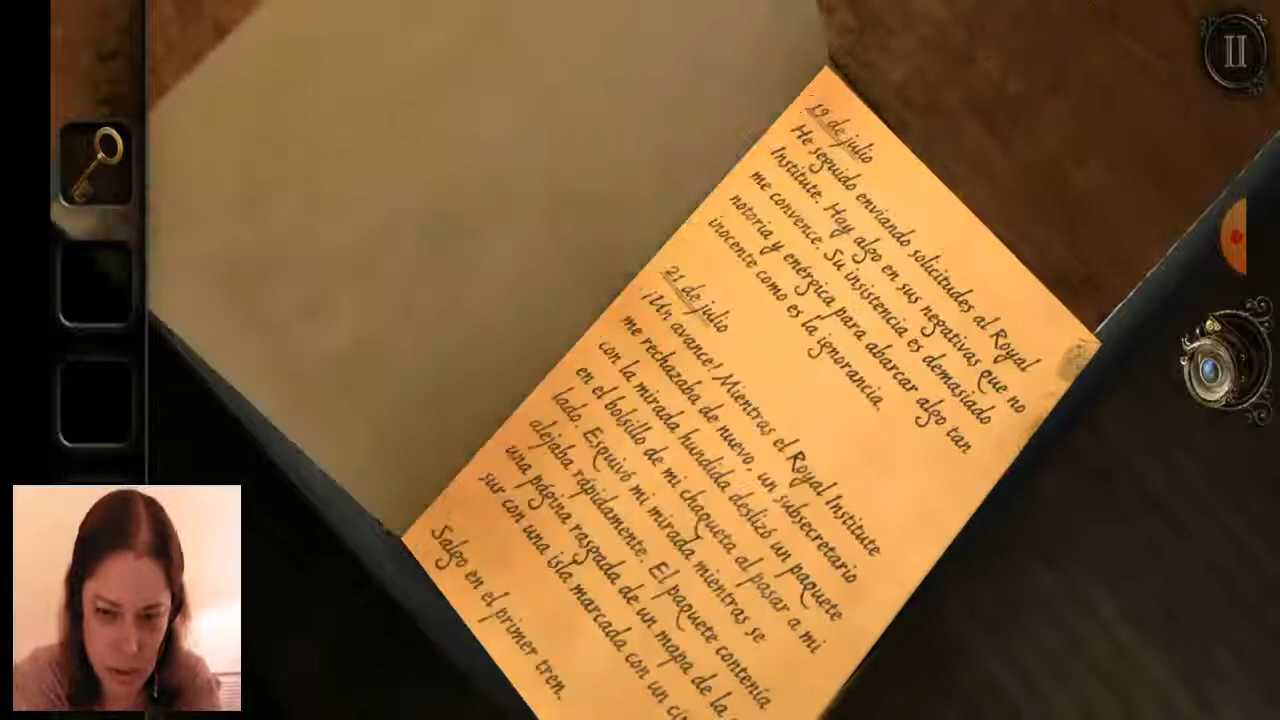 19 de julio
He seguido enviando solicitudes al Royal
Institute. Hay algo en sus negativas que no
me convence. Su insistencia es demasiado
notoria y enérgica para abarcar algo tan
inocente como es la ignorancia.
21 de julio
¡Un avance! Mientras el Royal Institute
me rechazaba de nuevo, un subsecretario
con la mirada hundida deslizó un paquete
en el bolsillo de mi chaqueta al pasar a mi
lado. Esquivó mi mirada mientras se
alejaba rápidamente. El paquete contenía
una página rasgada de un mapa de la
sur con una isla marcada con un
Salgo en el primer tren.
II